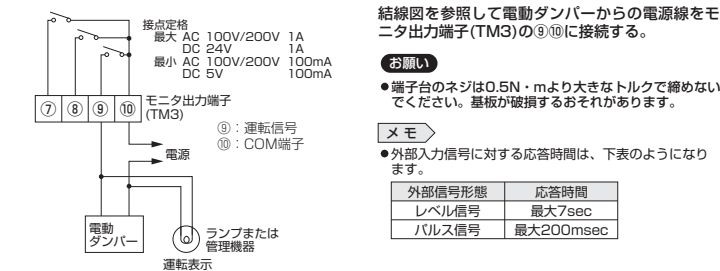 接点定格
最大 AC 100V/200V 1A
DC 24V 1A
最小 AC 100V/200V 100mA
DC 5V 100mA
⑦ ⑧ ⑨ ⑩
モニタ出力端子
(TM3)
⑨：運転信号
⑩：COM端子
電源
電動
ダンパー
ランプまたは
管理機器
運転表示
結線図を参照して電動ダンパーからの電源線をモ
ニタ出力端子(TM3)の⑨⑩に接続する。
お願い
●端子台のネジは0.5N・mより大きなトルクで締めない
でください。基板が破損するおそれがあります。
メモ
●外部入力信号に対する応答時間は、下表のようになり
ます。
外部信号形態 応答時間
レベル信号 最大7sec
パルス信号 最大200msec